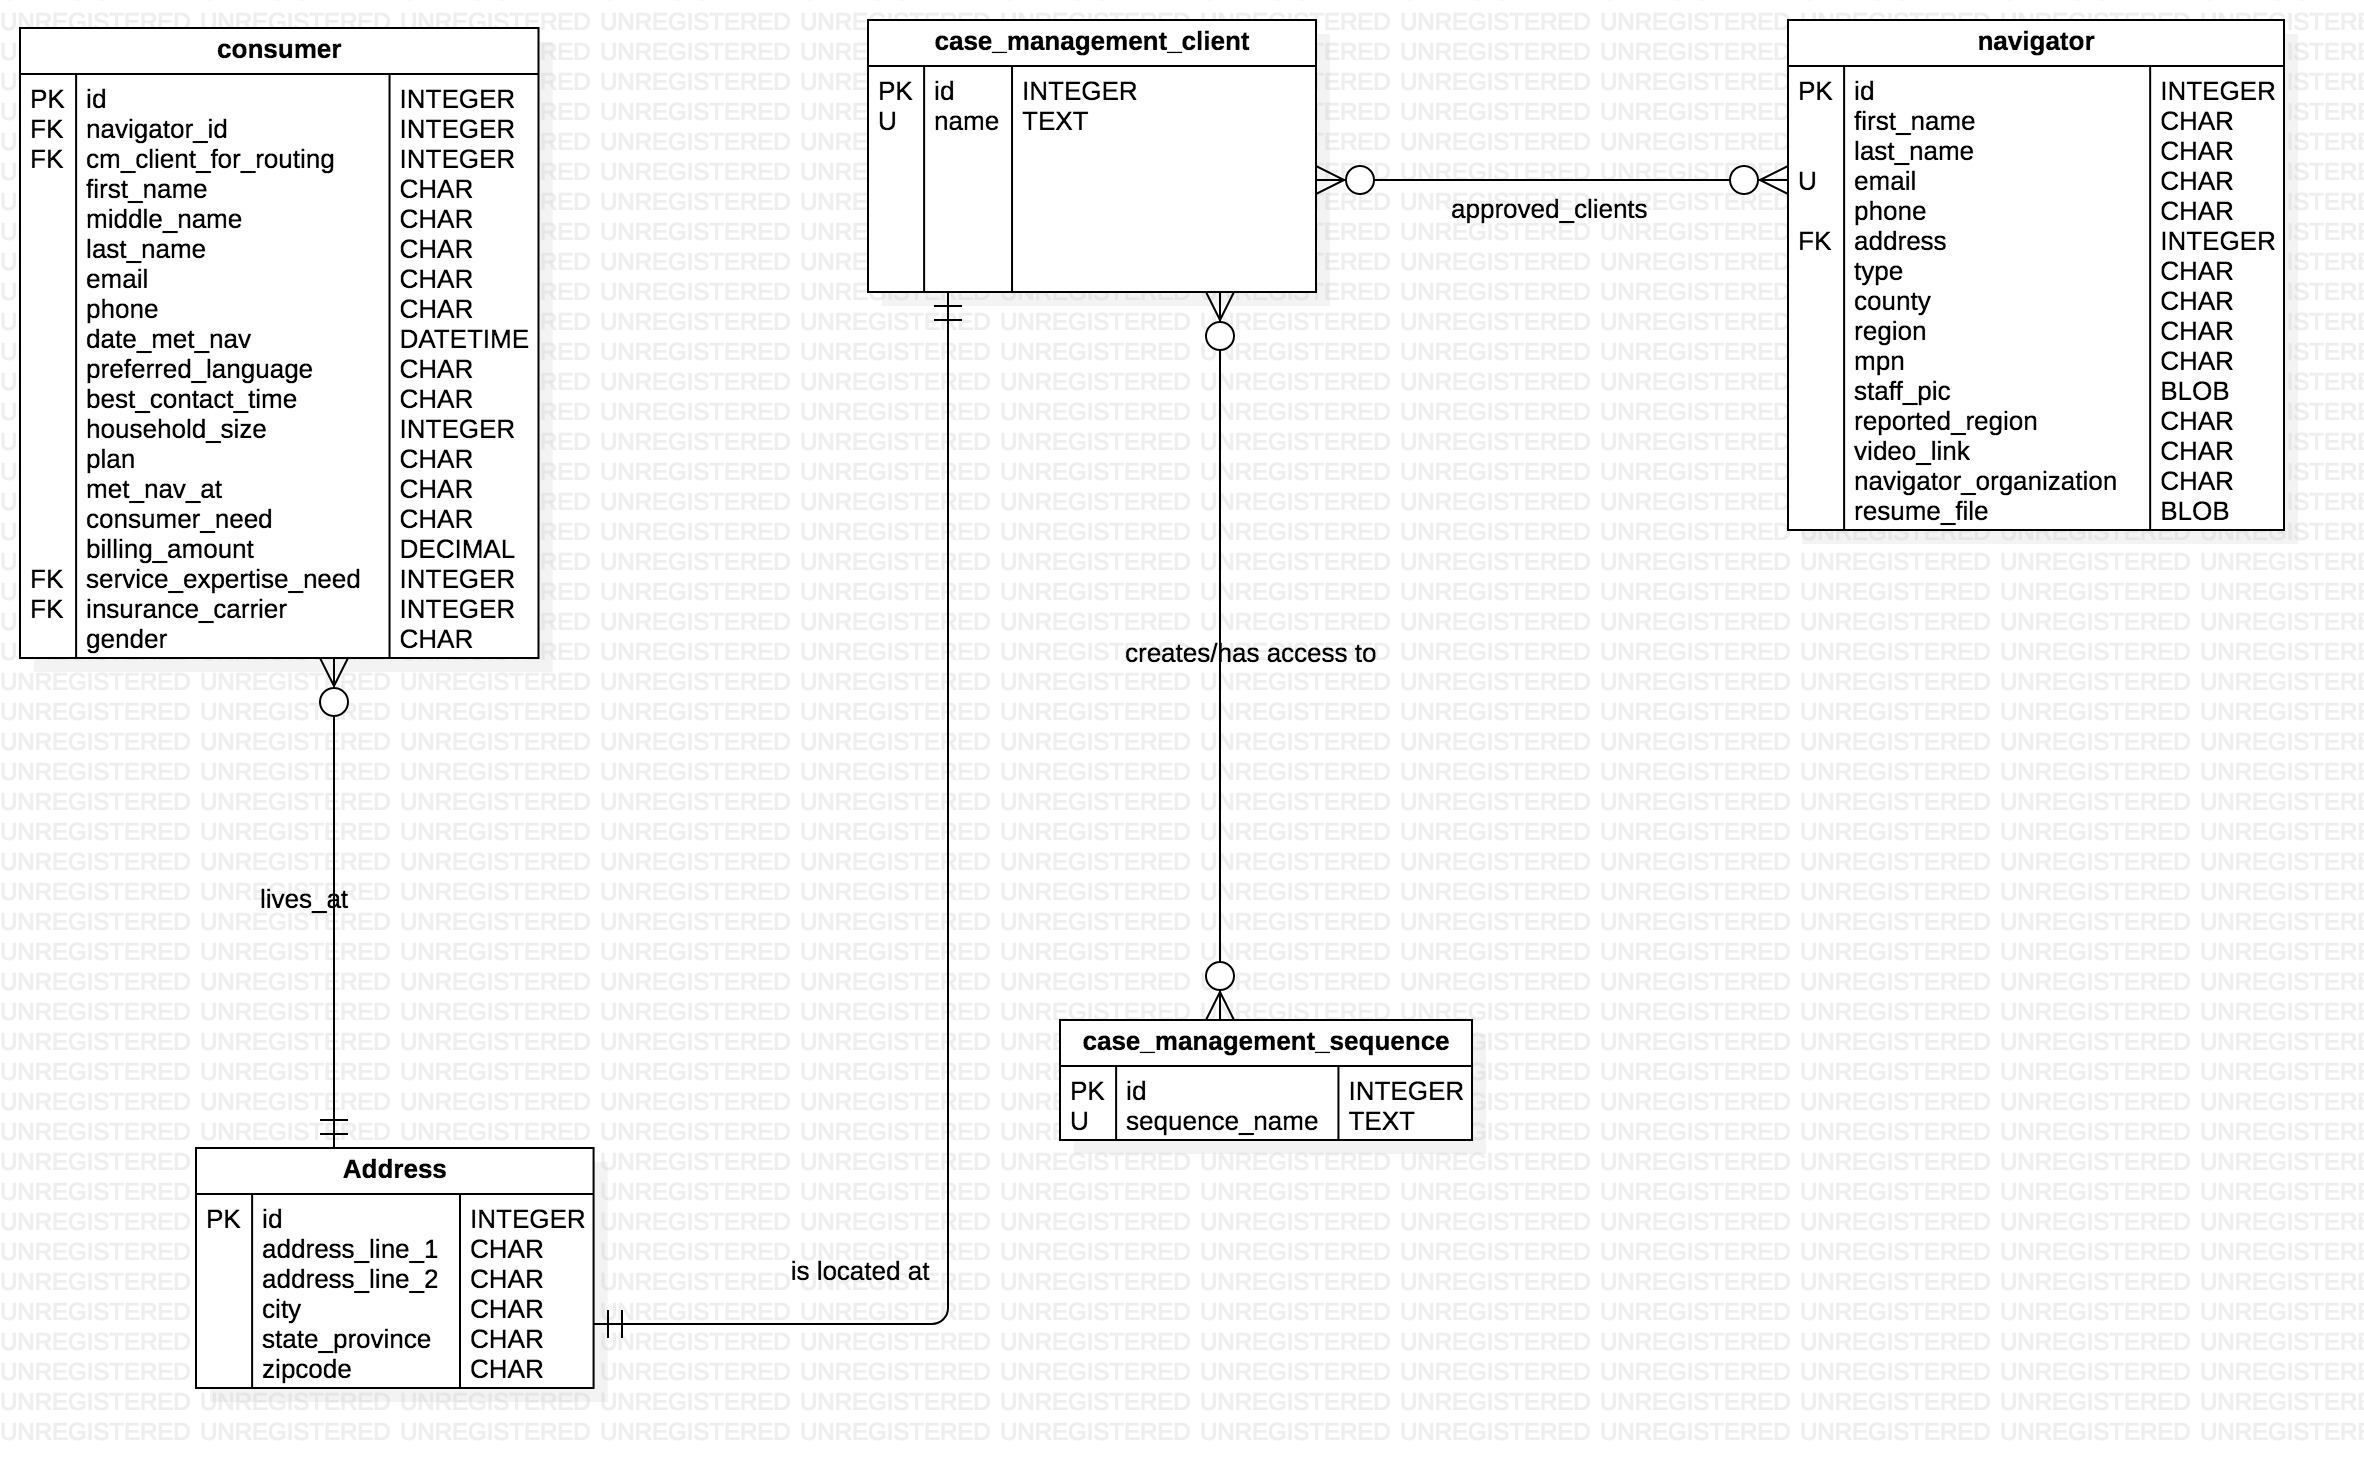 consumer
PK id INTEGER
FK navigator_id INTEGER
FK cm_client_for_routing INTEGER
first_name CHAR
middle_name CHAR
last_name CHAR
email CHAR
phone CHAR
date_met_nav DATETIME
preferred_language CHAR
best_contact_time CHAR
household_size INTEGER
plan CHAR
met_nav_at CHAR
consumer_need CHAR
billing_amount DECIMAL
FK service_expertise_need INTEGER
FK insurance_carrier INTEGER
gender CHAR
case_management_client
PK id INTEGER
U name TEXT
approved_clients
navigator
PK id INTEGER
first_name CHAR
last_name CHAR
U email CHAR
phone CHAR
FK address INTEGER
type CHAR
county CHAR
region CHAR
mpn CHAR
staff_pic BLOB
reported_region CHAR
video_link CHAR
navigator_organization CHAR
resume_file BLOB
creates/has access to
lives_at
case_management_sequence
PK id INTEGER
U sequence_name TEXT
Address
PK id INTEGER
address_line_1 CHAR
address_line_2 CHAR
city CHAR
state_province CHAR
zipcode CHAR
is located at
UNREGISTERED